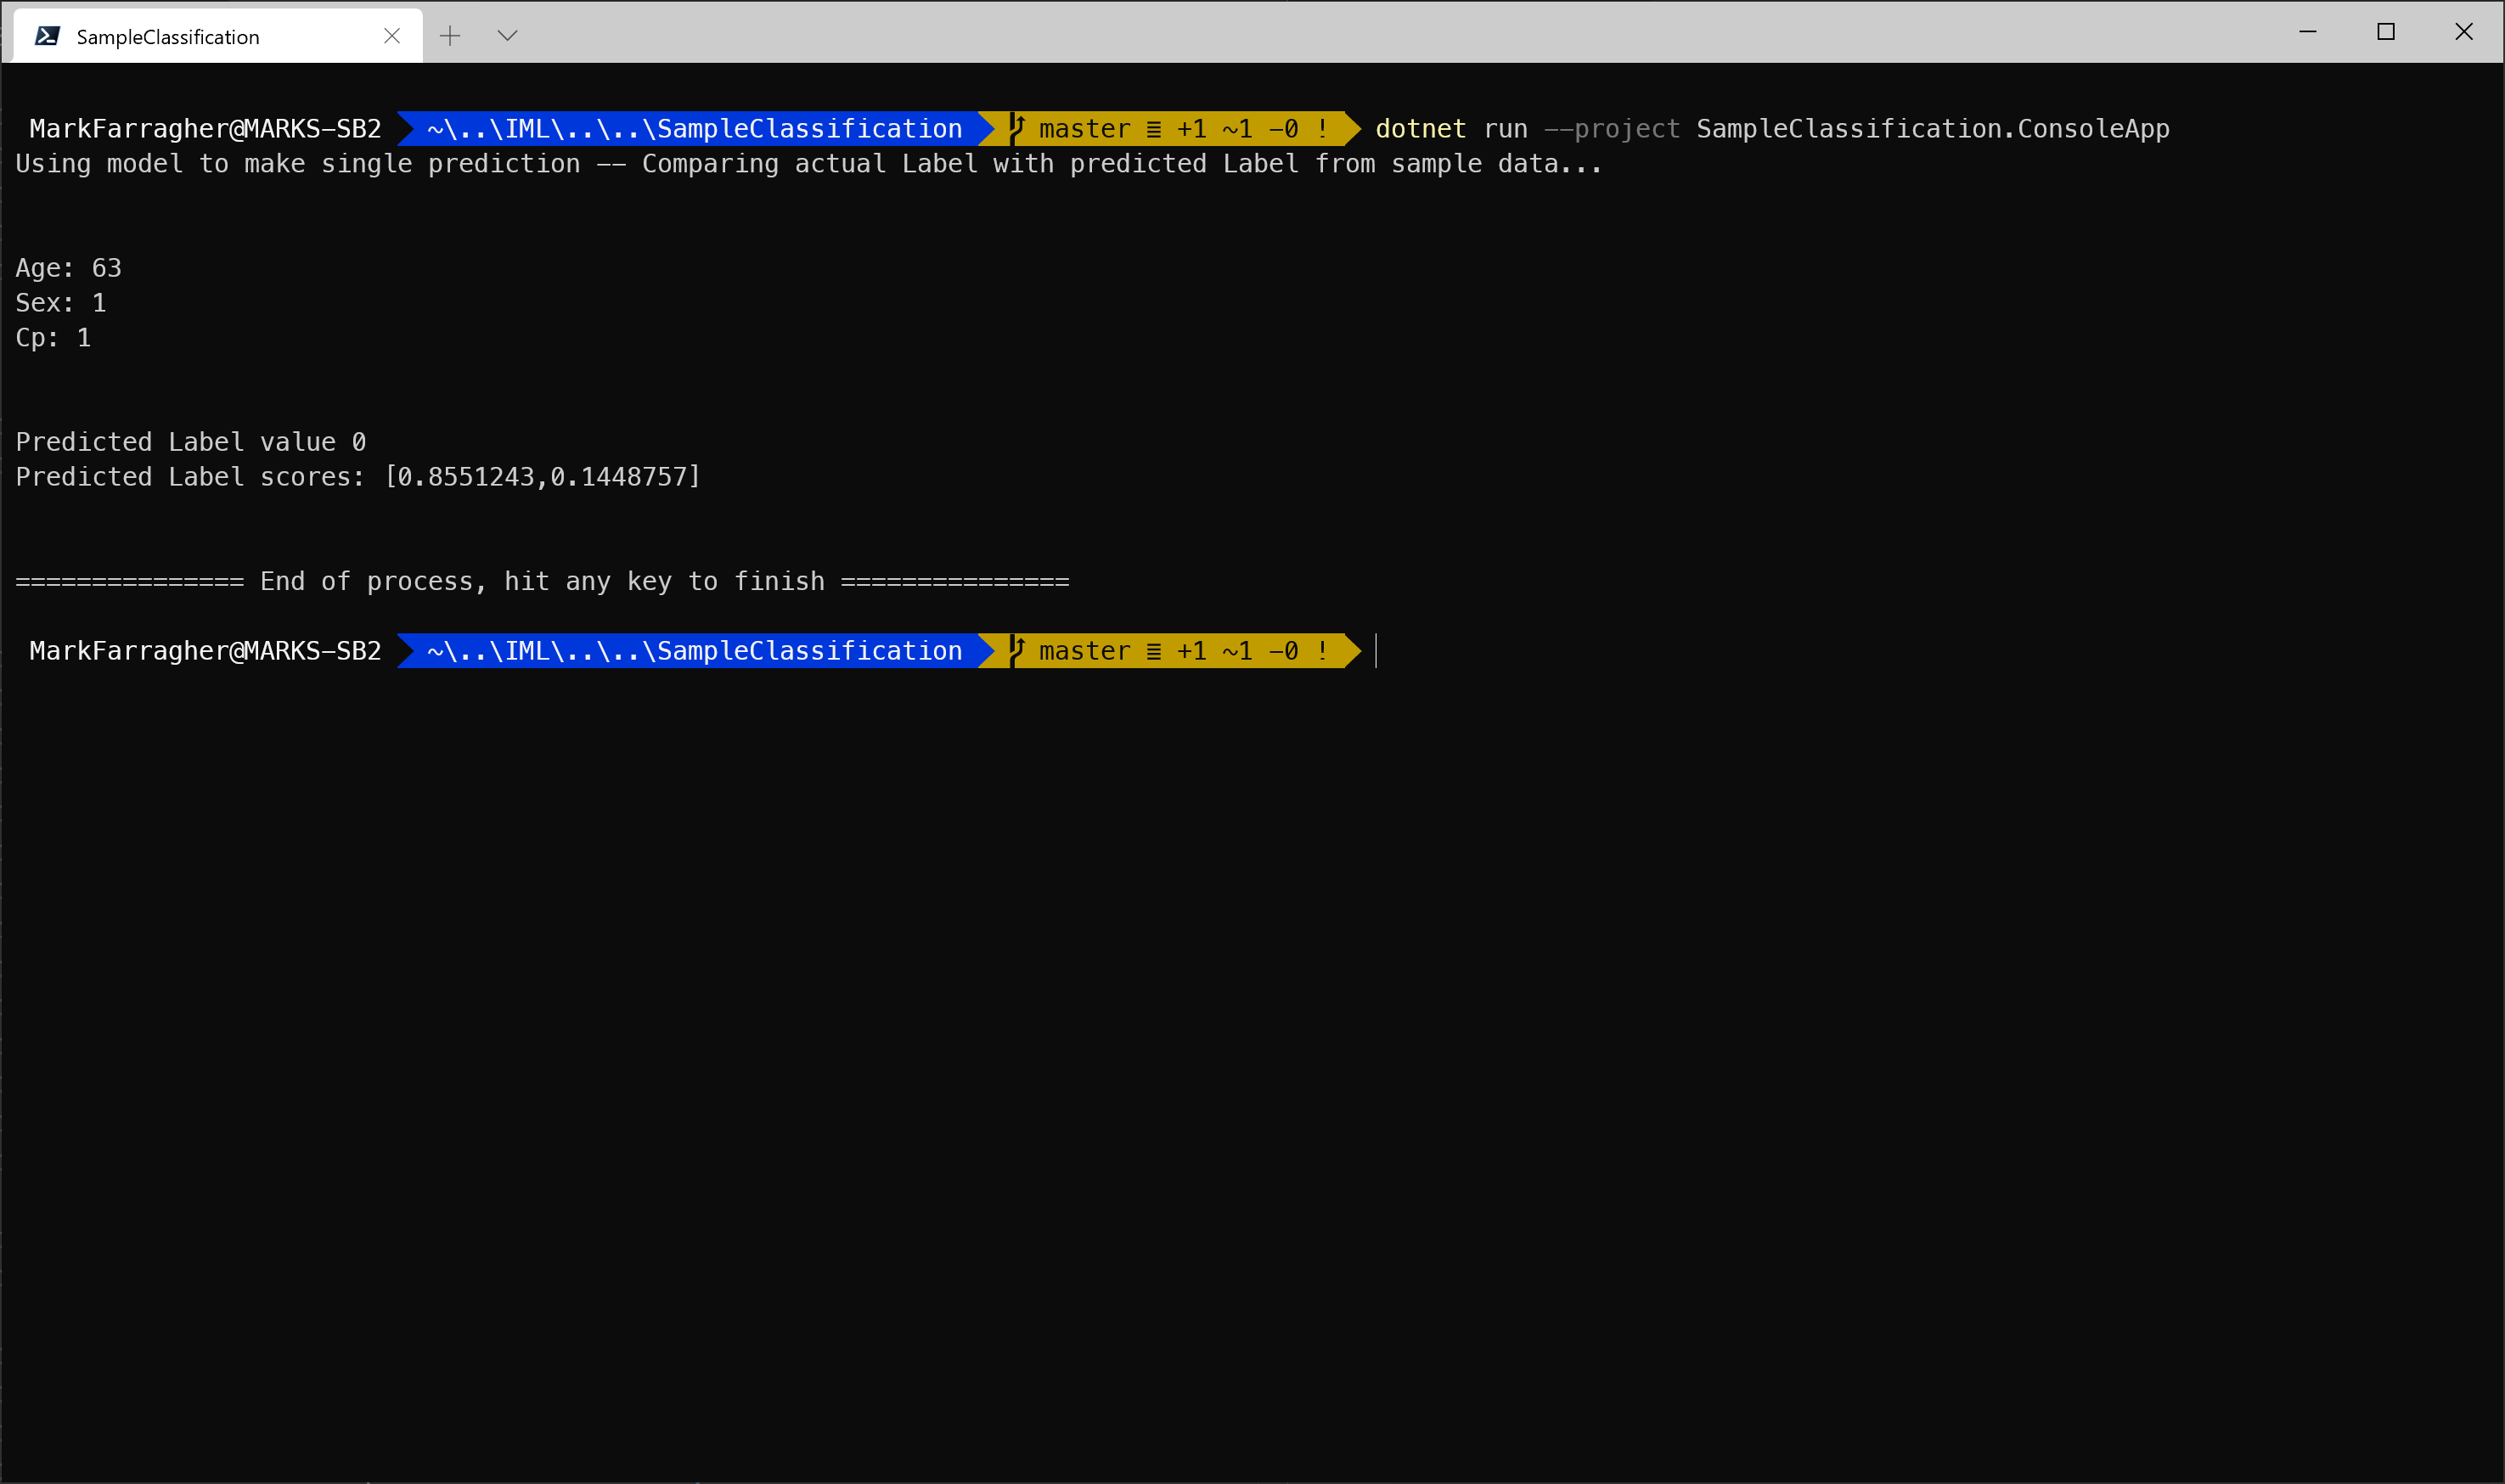 SampleClassification
MarkFarragher@MARKS-SB2 ~\..\IML\..\..\SampleClassification master ≣ +1 ~1 -0 ! dotnet run --project SampleClassification.ConsoleApp
Using model to make single prediction -- Comparing actual Label with predicted Label from sample data...
Age: 63
Sex: 1
Cp: 1
Predicted Label value 0
Predicted Label scores: [0.8551243,0.1448757]
=============== End of process, hit any key to finish ===============
MarkFarragher@MARKS-SB2 ~\..\IML\..\..\SampleClassification master ≣ +1 ~1 -0 !